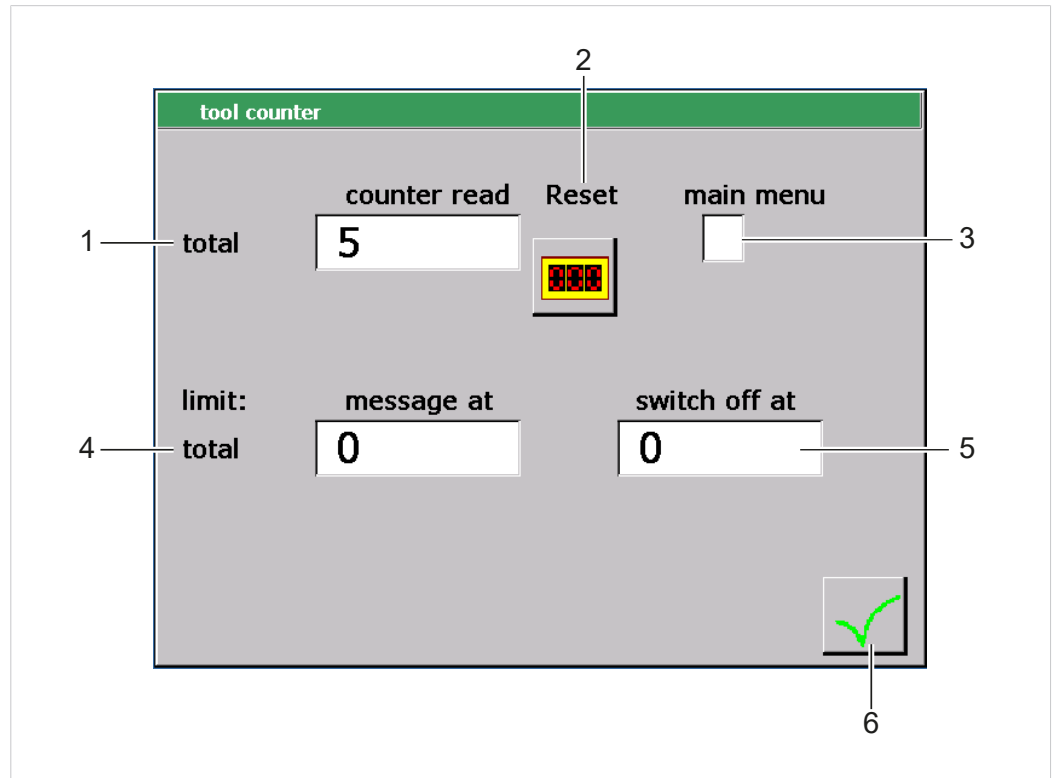 2
tool counter
counter read Reset main menu
1 total 5 3
000
limit: message at switch off at
4 total 0 0 5
6